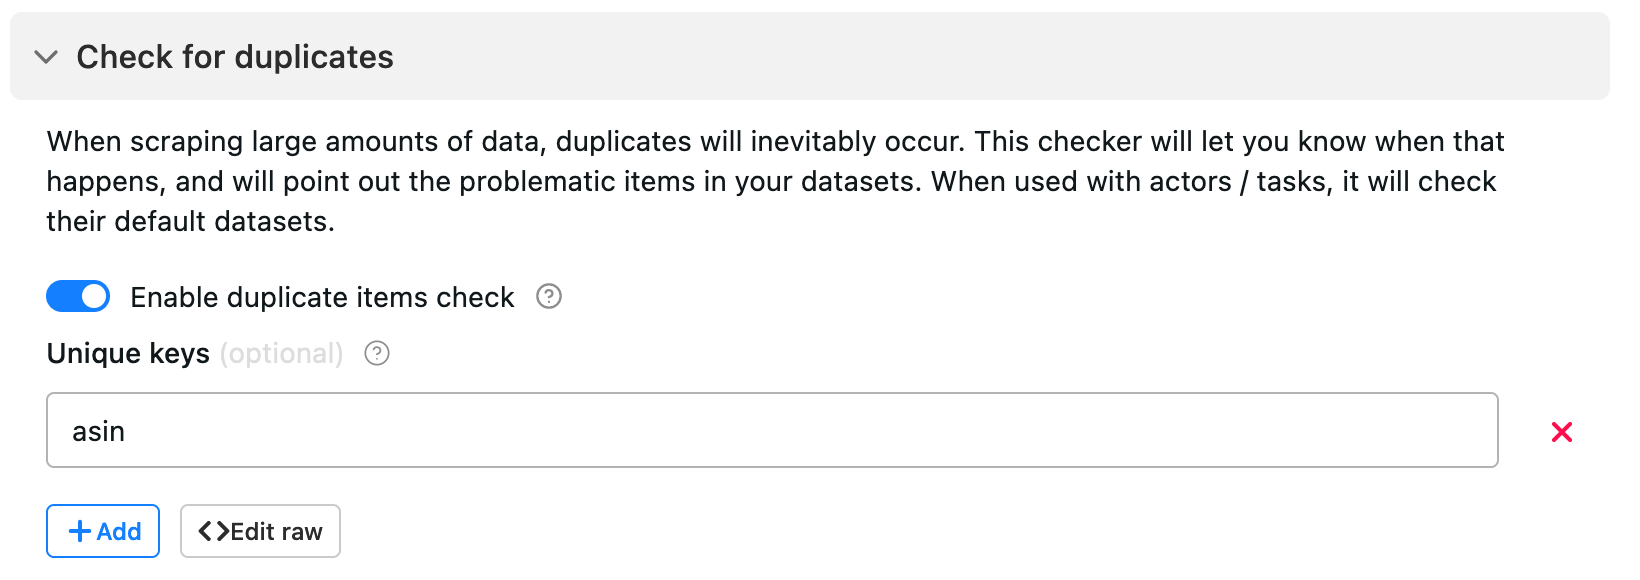 Check for duplicates
When scraping large amounts of data, duplicates will inevitably occur. This checker will let you know when that
happens, and will point out the problematic items in your datasets. When used with actors / tasks, it will check
their default datasets.
Enable duplicate items check ?
Unique keys (optional) ?
asin
+ Add <>Edit raw